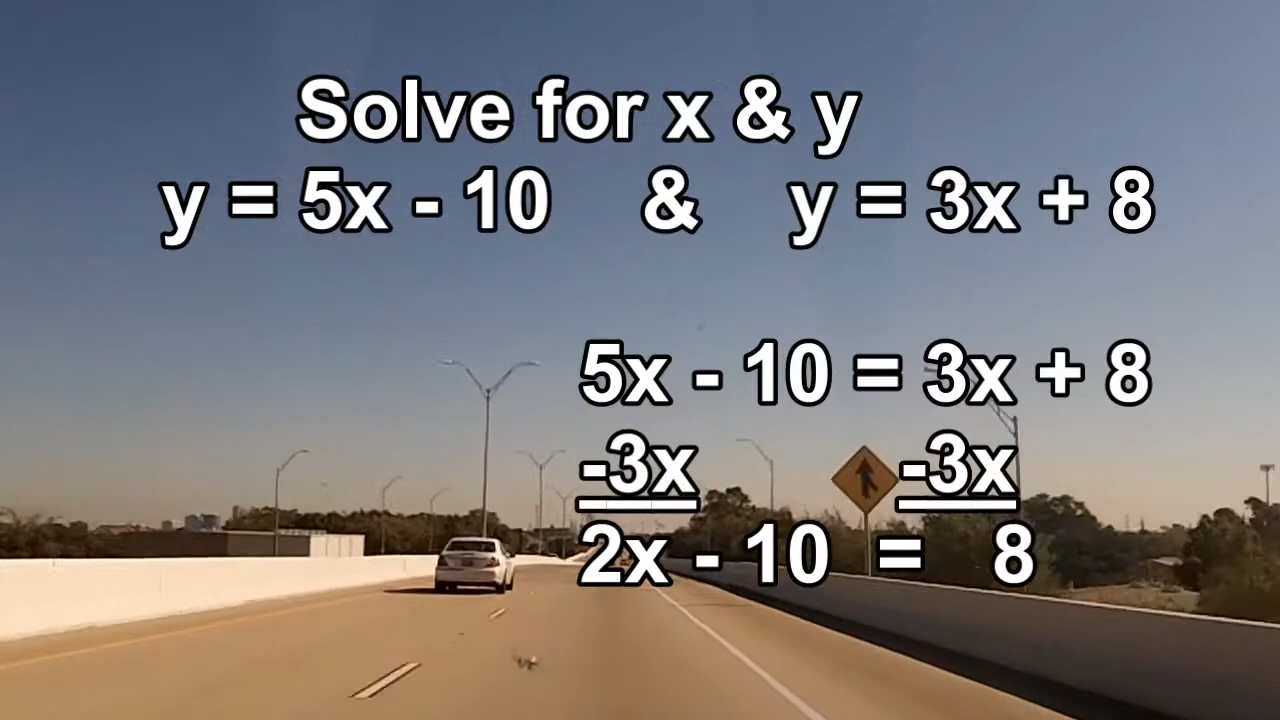 Solve for x & y
y = 5x - 10 & y = 3x + 8
5x - 10 = 3x + 8
-3x -3x
2x - 10 = 8